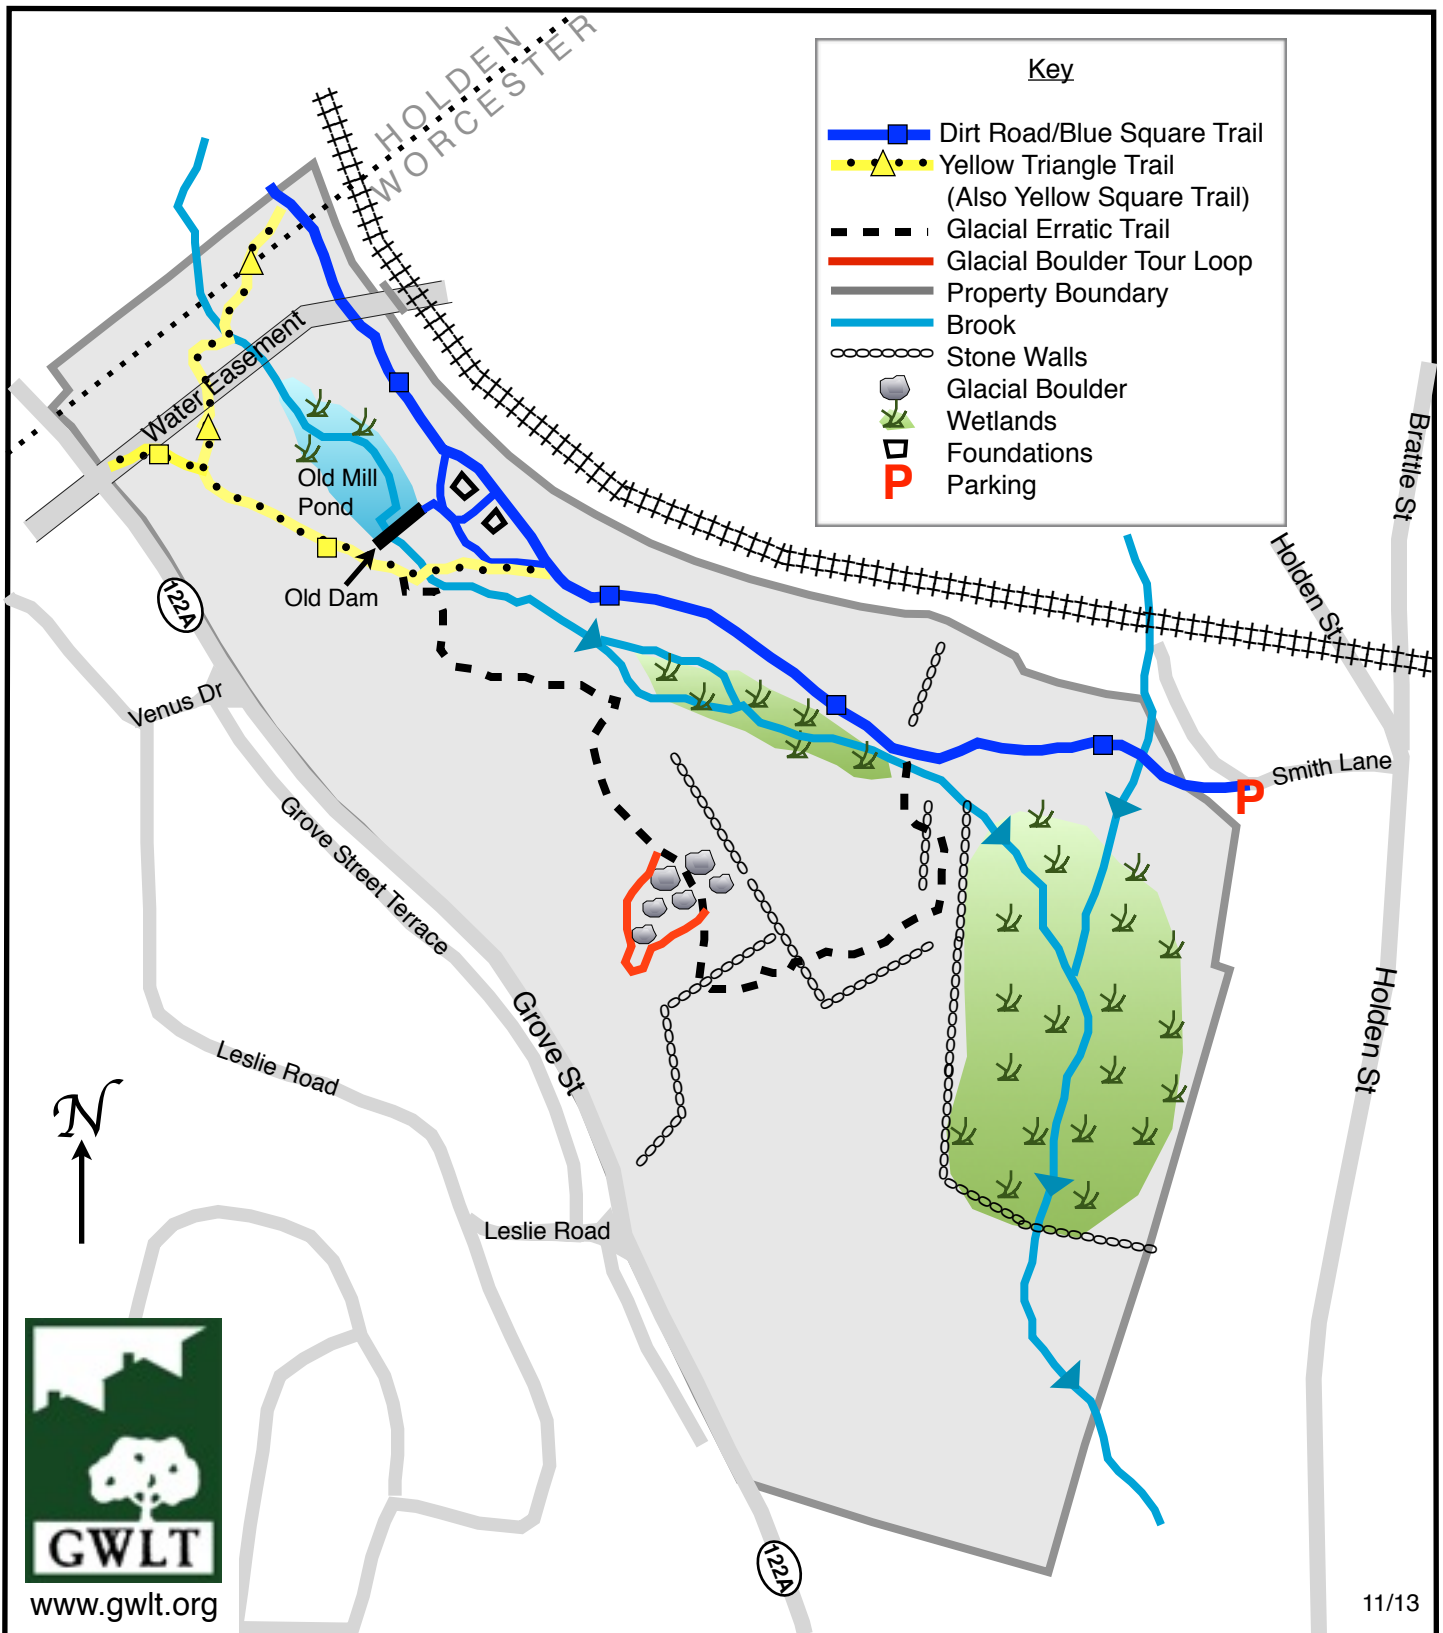 HOLDEN
WORCESTER
Key
Dirt Road/Blue Square Trail
Yellow Triangle Trail
(Also Yellow Square Trail)
Glacial Erratic Trail
Glacial Boulder Tour Loop
Property Boundary
Brook
Stone Walls
Glacial Boulder
Wetlands
Foundations
P Parking
Water Easement
Old Mill
Pond
Old Dam
122A
Venus Dr
Brattle St
Holden St
Smith Lane
P
Grove Street Terrace
Grove St
Holden St
Leslie Road
N
Leslie Road
GWLT
www.gwlt.org
122A
11/13